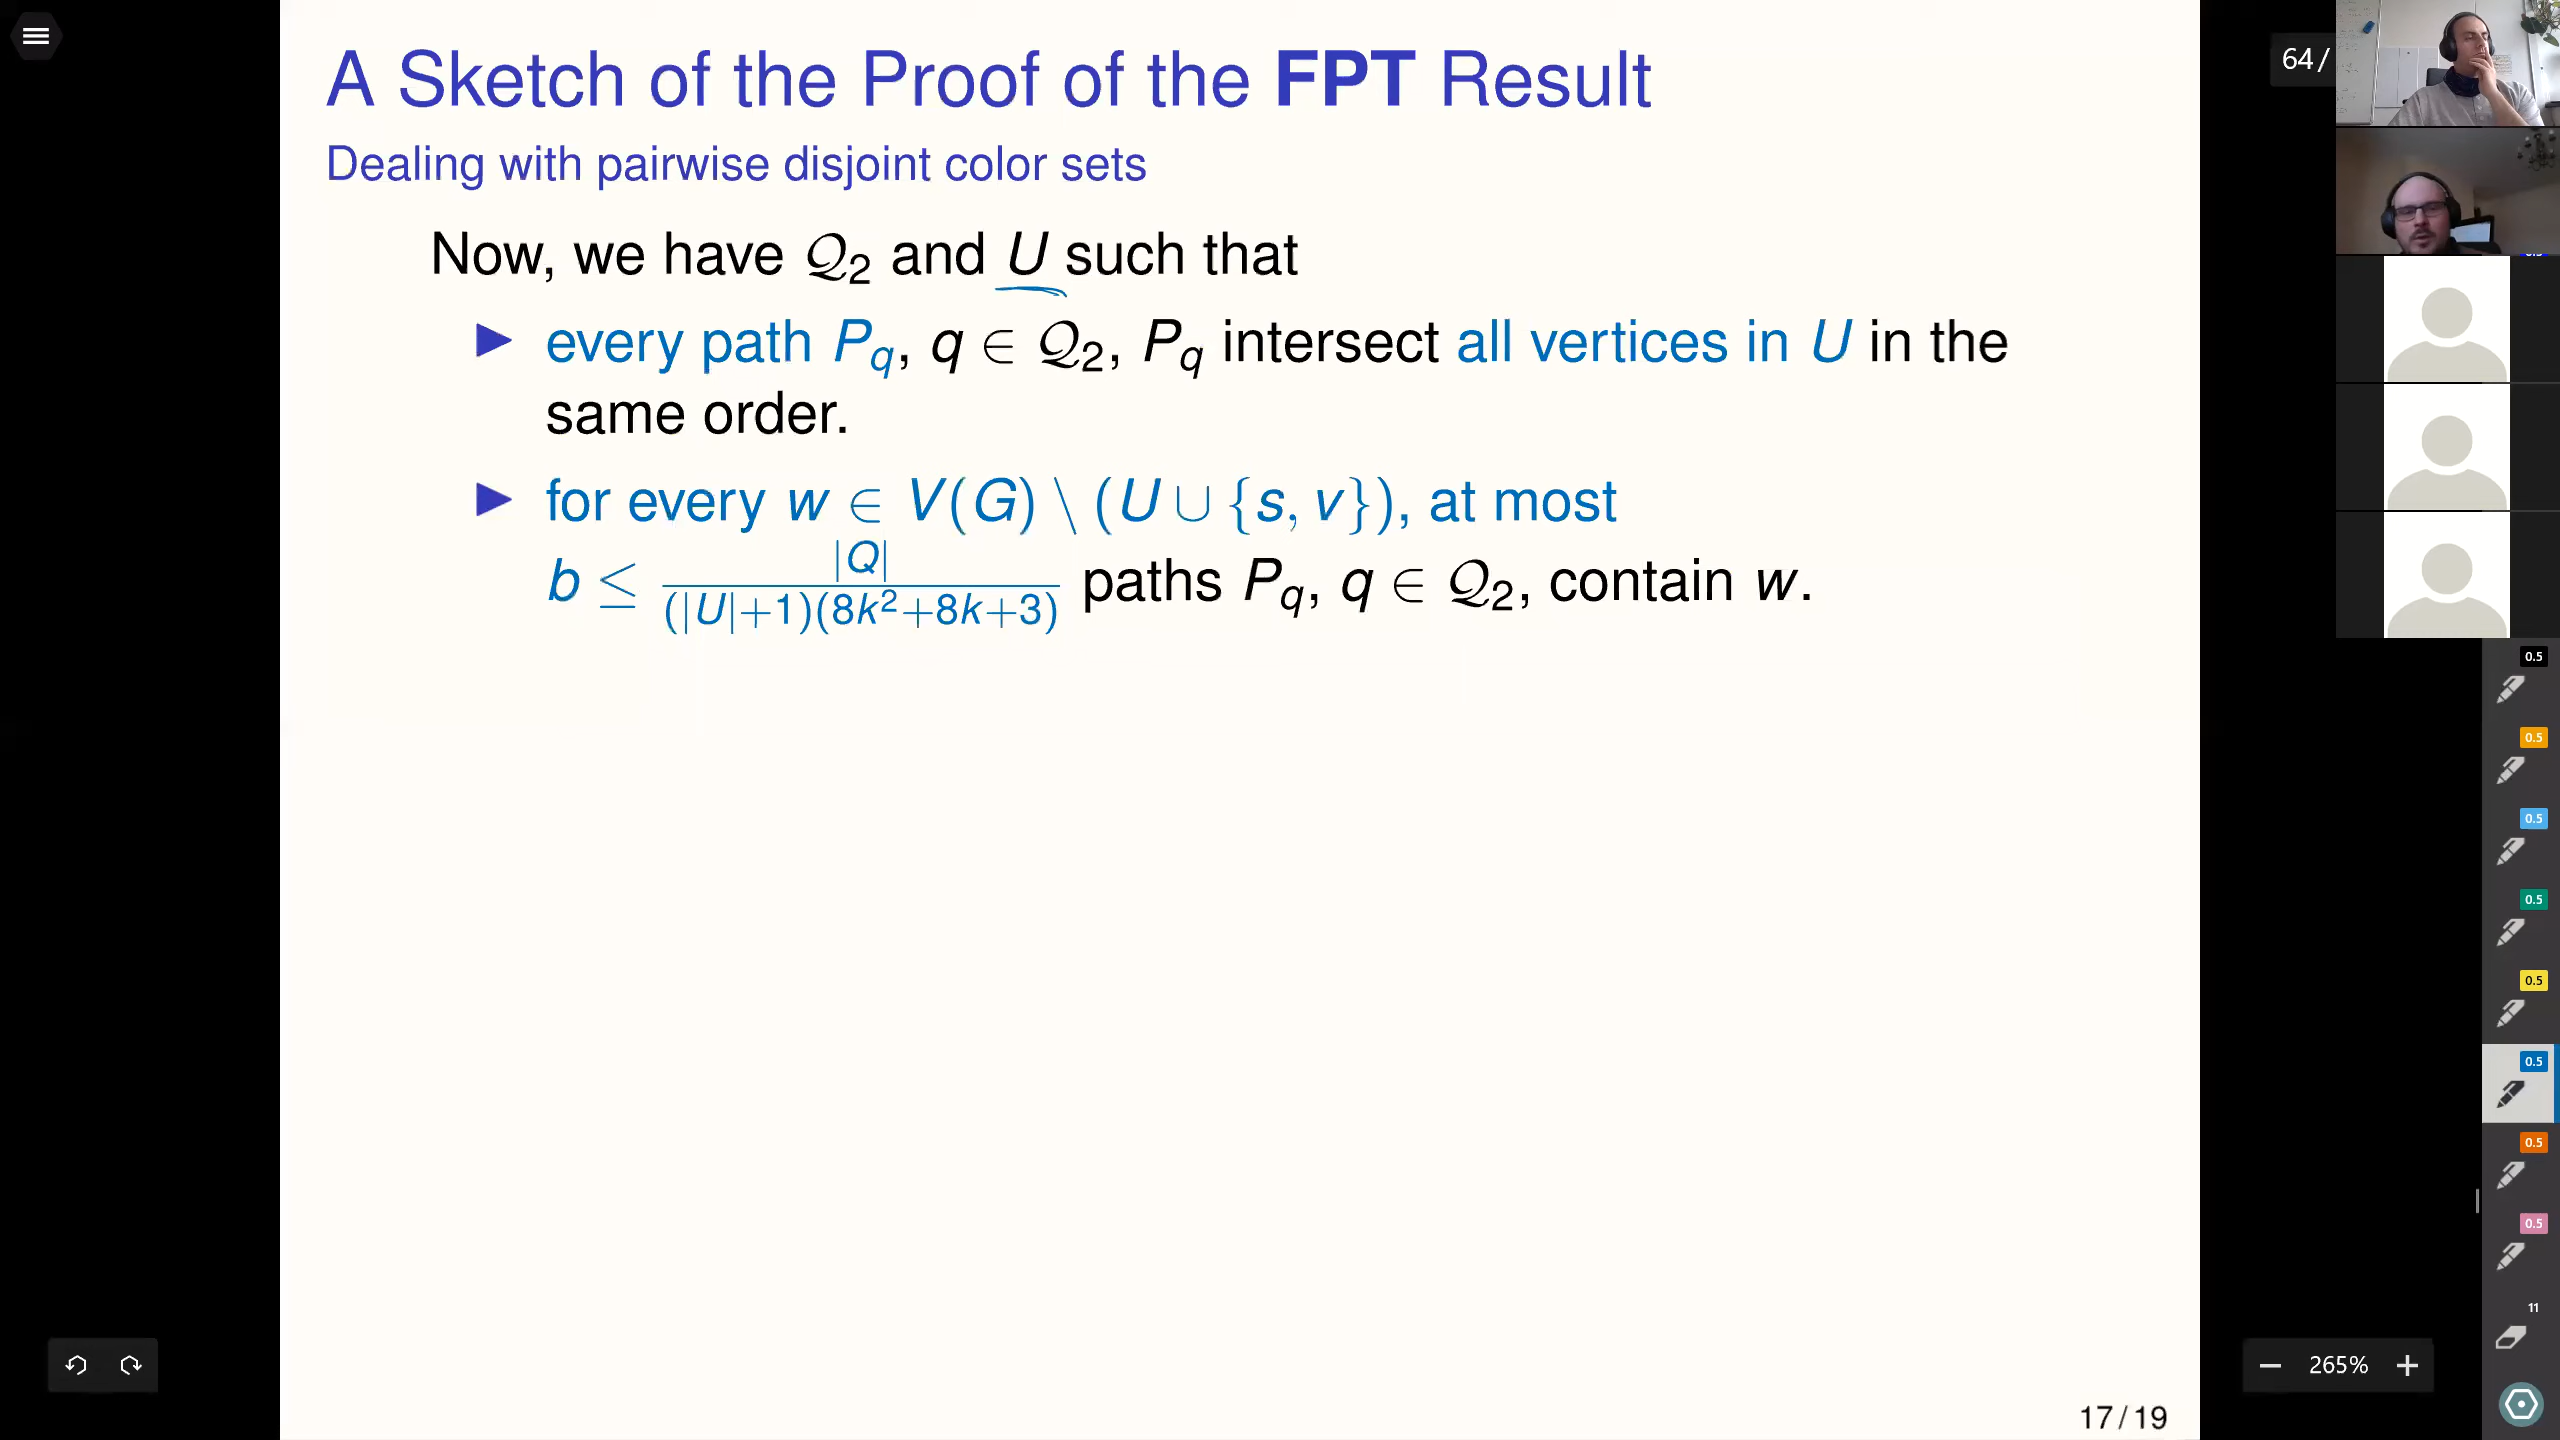 A Sketch of the Proof of the FPT Result
64/
Dealing with pairwise disjoint color sets
Now, we have 𝒬₂ and U such that
▶ every path P_q, q ∈ 𝒬₂, P_q intersect all vertices in U in the
same order.
▶ for every w ∈ V(G) \ (U ∪ {s, v}), at most
b ≤ |Q| / (|U|+1)(8k²+8k+3) paths P_q, q ∈ 𝒬₂, contain w.
0.5
0.5
0.5
0.5
0.5
0.5
0.5
0.5
11
265%
17/19